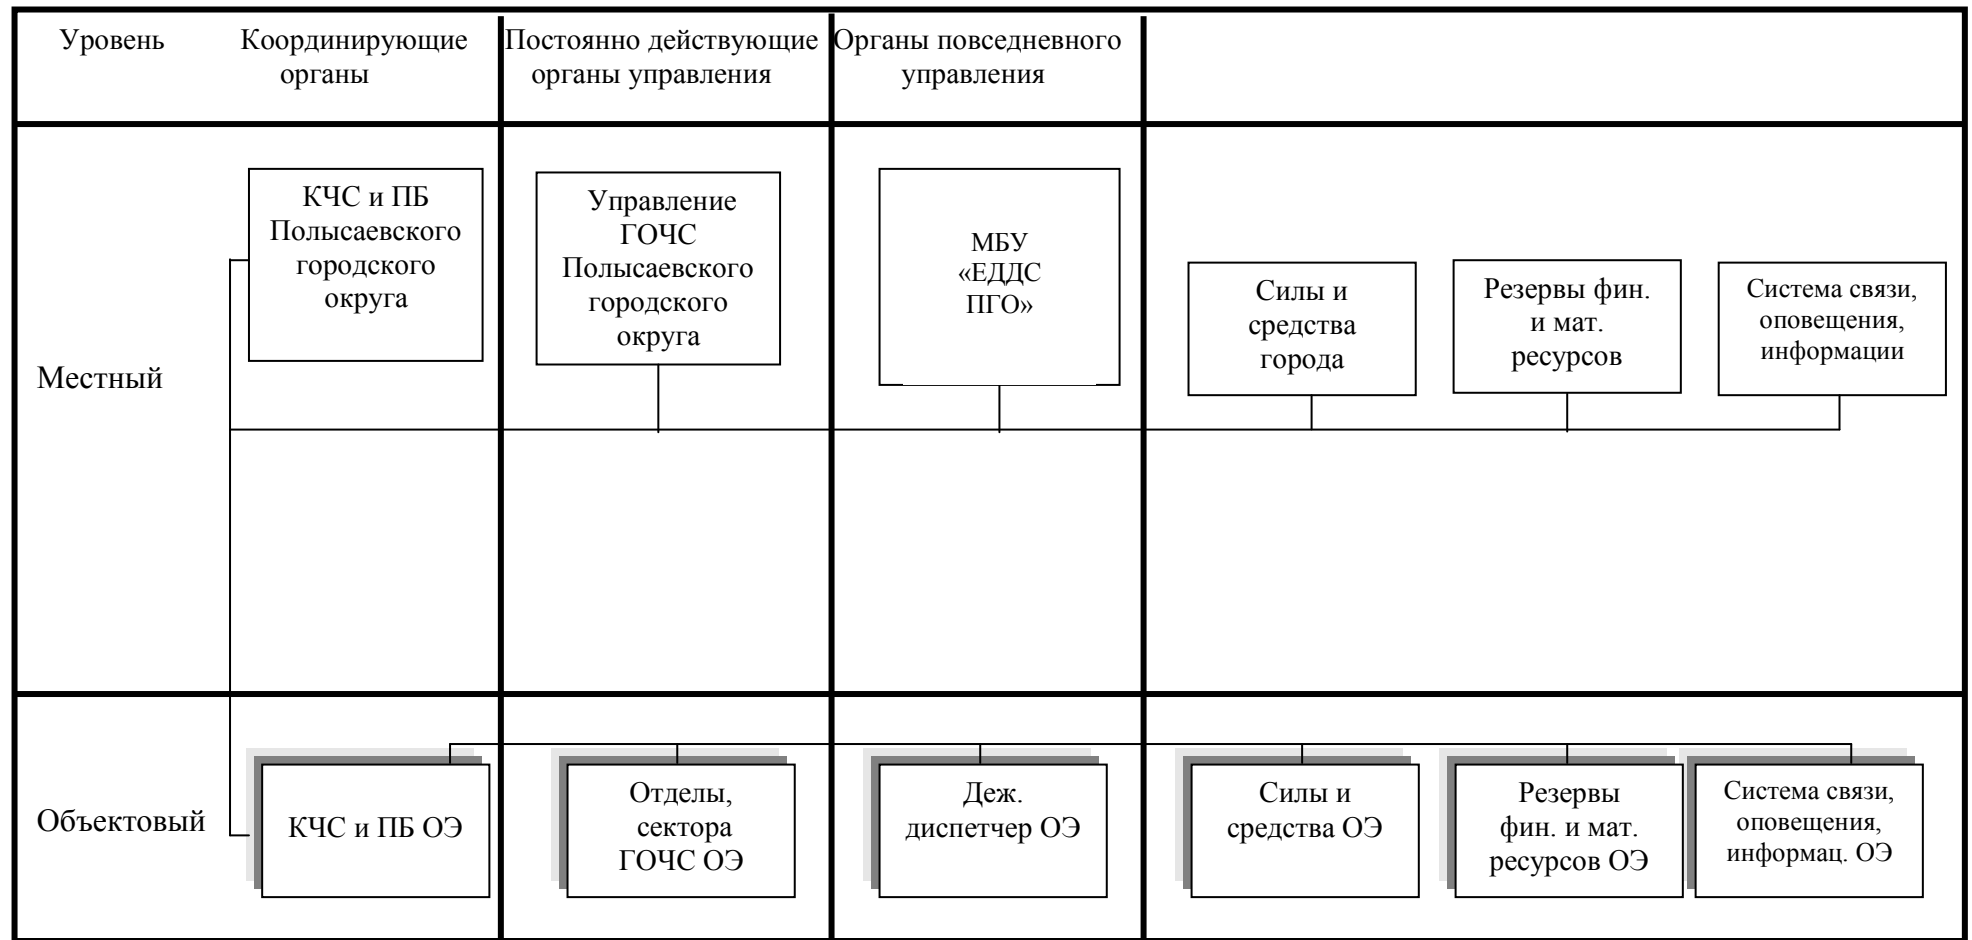 Уровень
Координирующие
органы
Постоянно действующие
органы управления
Органы повседневного
управления
Местный
КЧС и ПБ
Полысаевского
городского
округа
Управление
ГОЧС
Полысаевского
городского
округа
МБУ
«ЕДДС
ПГО»
Силы и
средства
города
Резервы фин.
и мат.
ресурсов
Система связи,
оповещения,
информации
Объектовый
КЧС и ПБ ОЭ
Отделы,
сектора
ГОЧС ОЭ
Деж.
диспетчер ОЭ
Силы и
средства ОЭ
Резервы
фин. и мат.
ресурсов ОЭ
Система связи,
оповещения,
информац. ОЭ